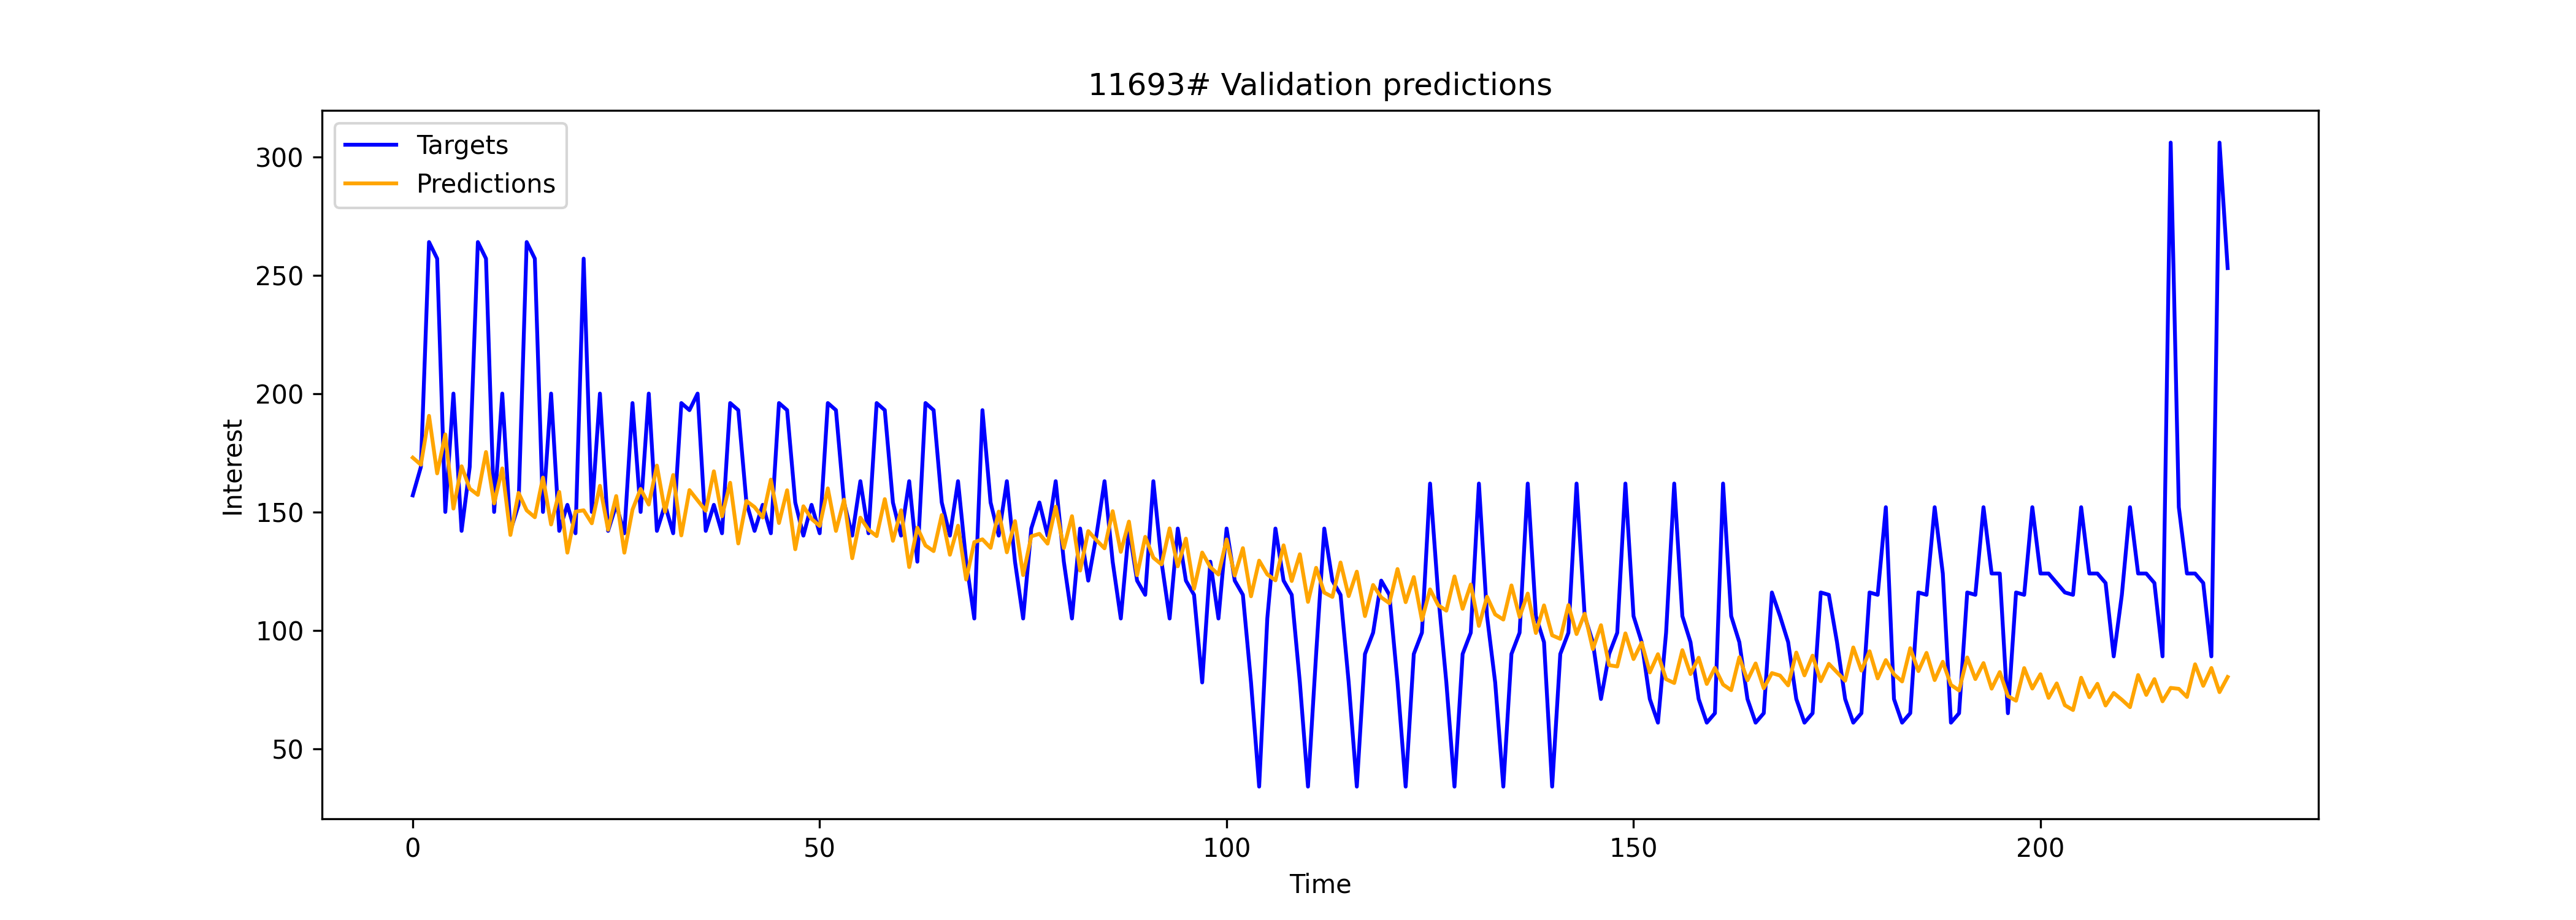 11693# Validation predictions
Targets
Predictions
300
250
200
150
100
50
Interest
0 50 100 150 200
Time